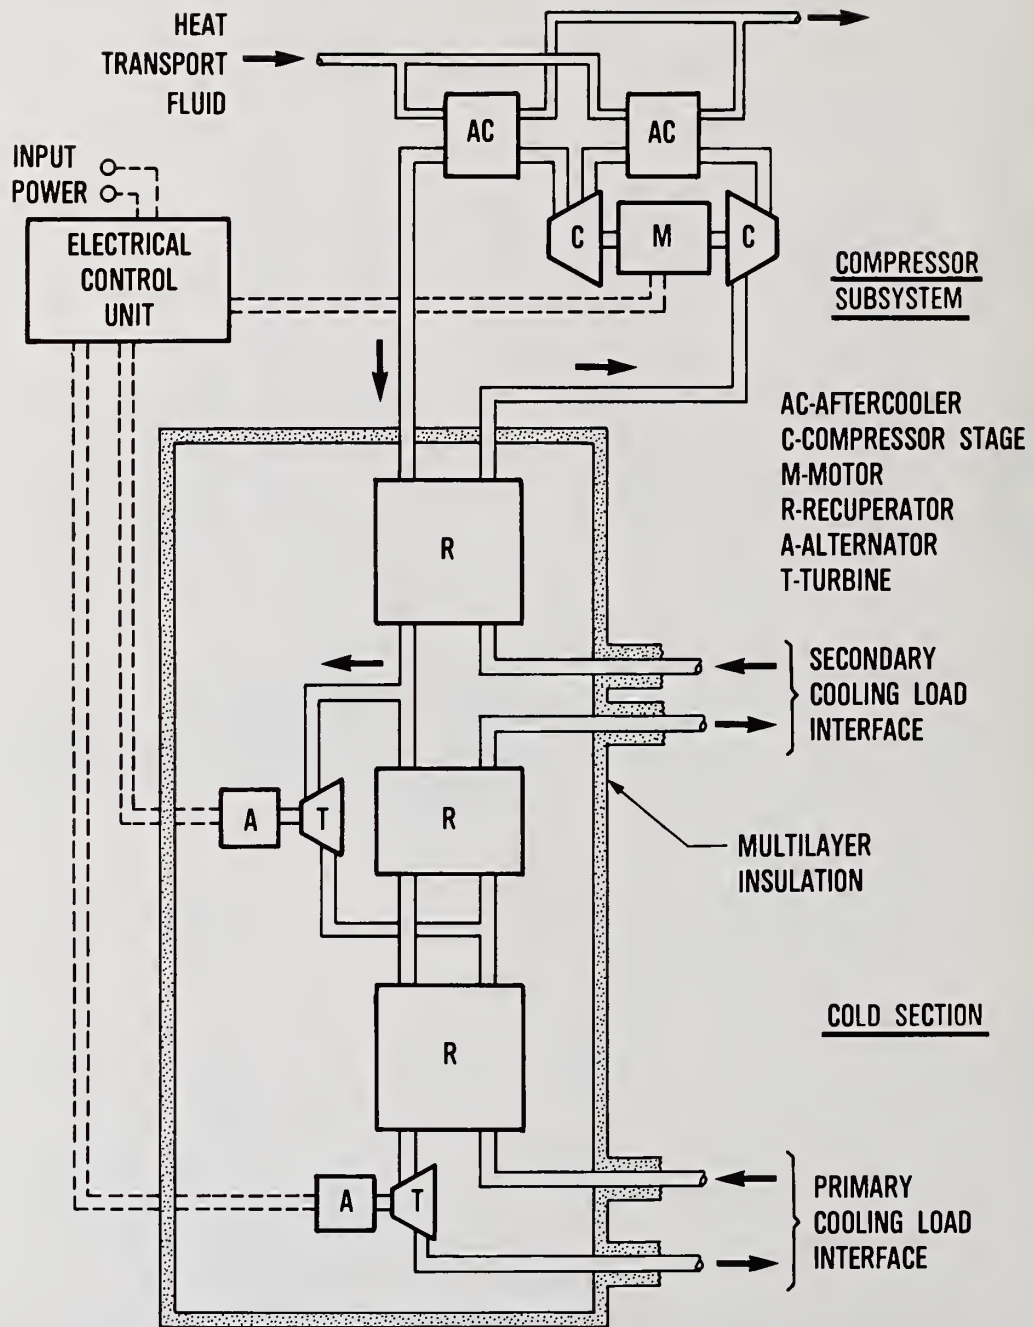 HEAT
TRANSPORT
FLUID
AC
AC
INPUT
POWER
ELECTRICAL
CONTROL
UNIT
C
M
C
COMPRESSOR
SUBSYSTEM
AC-AFTERCOOLER
C-COMPRESSOR STAGE
M-MOTOR
R-RECUPERATOR
A-ALTERNATOR
T-TURBINE
R
SECONDARY
COOLING LOAD
INTERFACE
A
T
R
MULTILAYER
INSULATION
R
COLD SECTION
A
T
PRIMARY
COOLING LOAD
INTERFACE